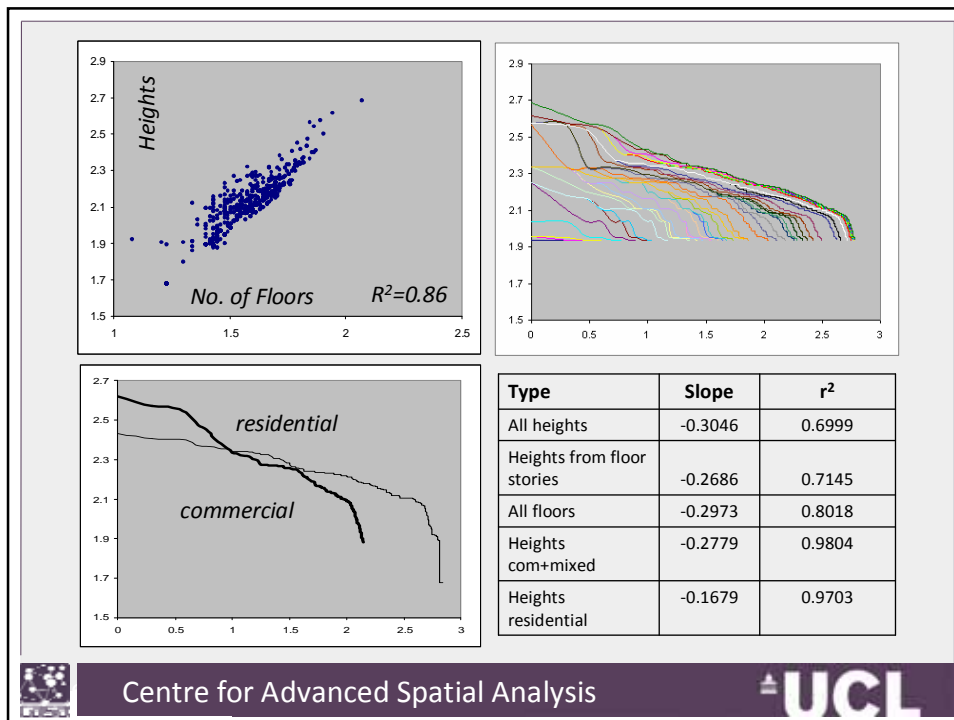 2.9
2.7
2.5
2.3
2.1
1.9
1.7
1.5
1 1.5 2 2.5
Heights
No. of Floors
R²=0.86
2.9
2.7
2.5
2.3
2.1
1.9
1.7
1.5
0 0.5 1 1.5 2 2.5 3
2.7
2.5
2.3
2.1
1.9
1.7
1.5
0 0.5 1 1.5 2 2.5 3
residential
commercial
Type Slope r²
All heights -0.3046 0.6999
Heights from floor
stories -0.2686 0.7145
All floors -0.2973 0.8018
Heights -0.2779 0.9804
com+mixed
Heights -0.1679 0.9703
residential
Centre for Advanced Spatial Analysis
UCL